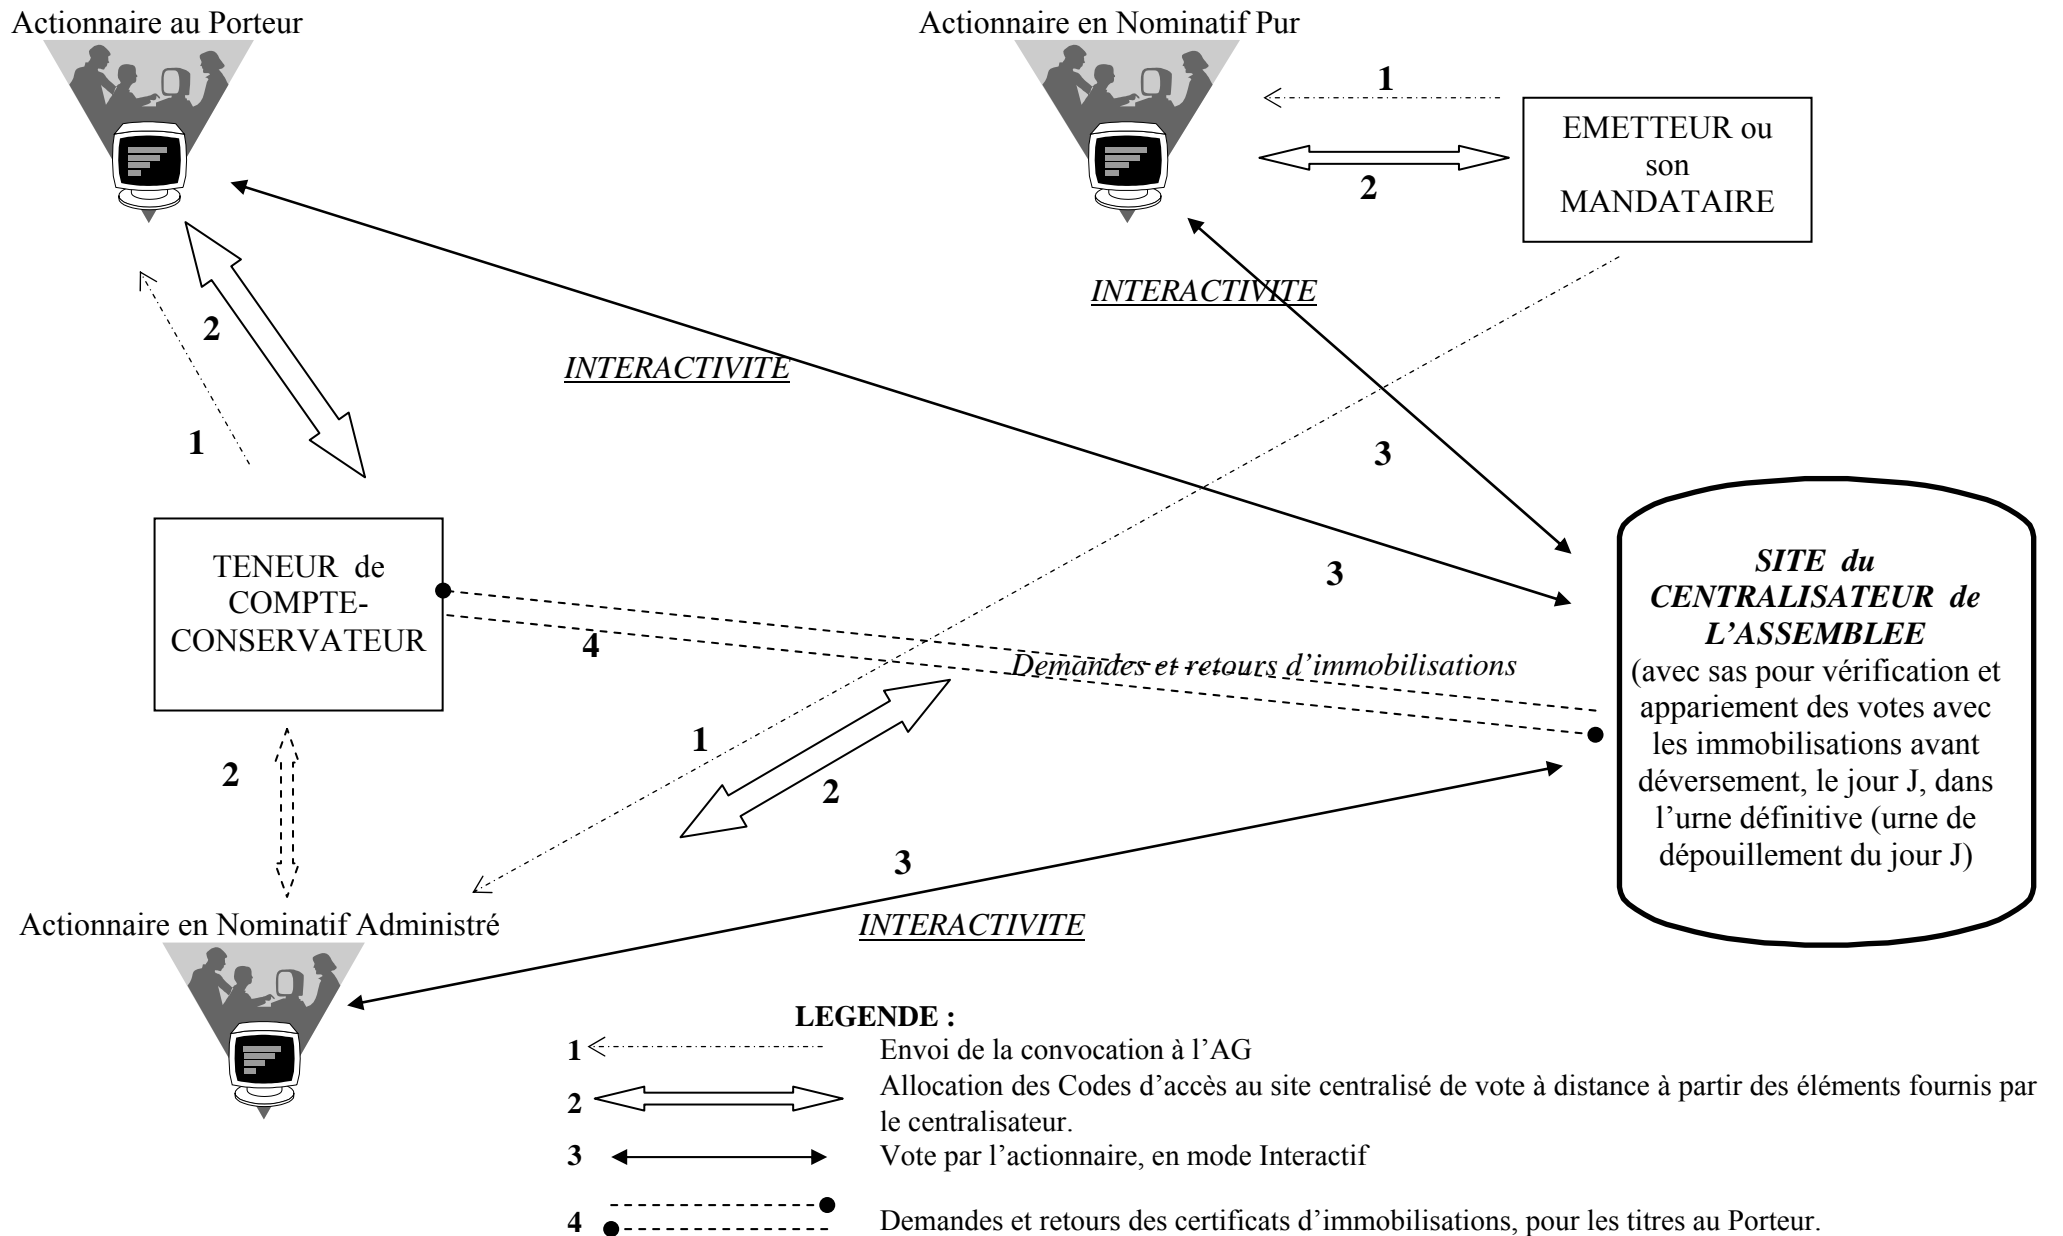 Actionnaire au Porteur
Actionnaire en Nominatif Pur
1
EMETTEUR ou
son
MANDATAIRE
2
INTERACTIVITE
2
INTERACTIVITE
1
3
3
TENEUR de
COMPTE-
CONSERVATEUR
4
Demandes et retours d’immobilisations
SITE du
CENTRALISATEUR de
L’ASSEMBLEE
(avec sas pour vérification et
appariement des votes avec
les immobilisations avant
déversement, le jour J, dans
l’urne définitive (urne de
dépouillement du jour J)
1
2
2
3
Actionnaire en Nominatif Administré
INTERACTIVITE
LEGENDE :
1 Envoi de la convocation à l’AG
2 Allocation des Codes d’accès au site centralisé de vote à distance à partir des éléments fournis par
le centralisateur.
3 Vote par l’actionnaire, en mode Interactif
4 Demandes et retours des certificats d’immobilisations, pour les titres au Porteur.